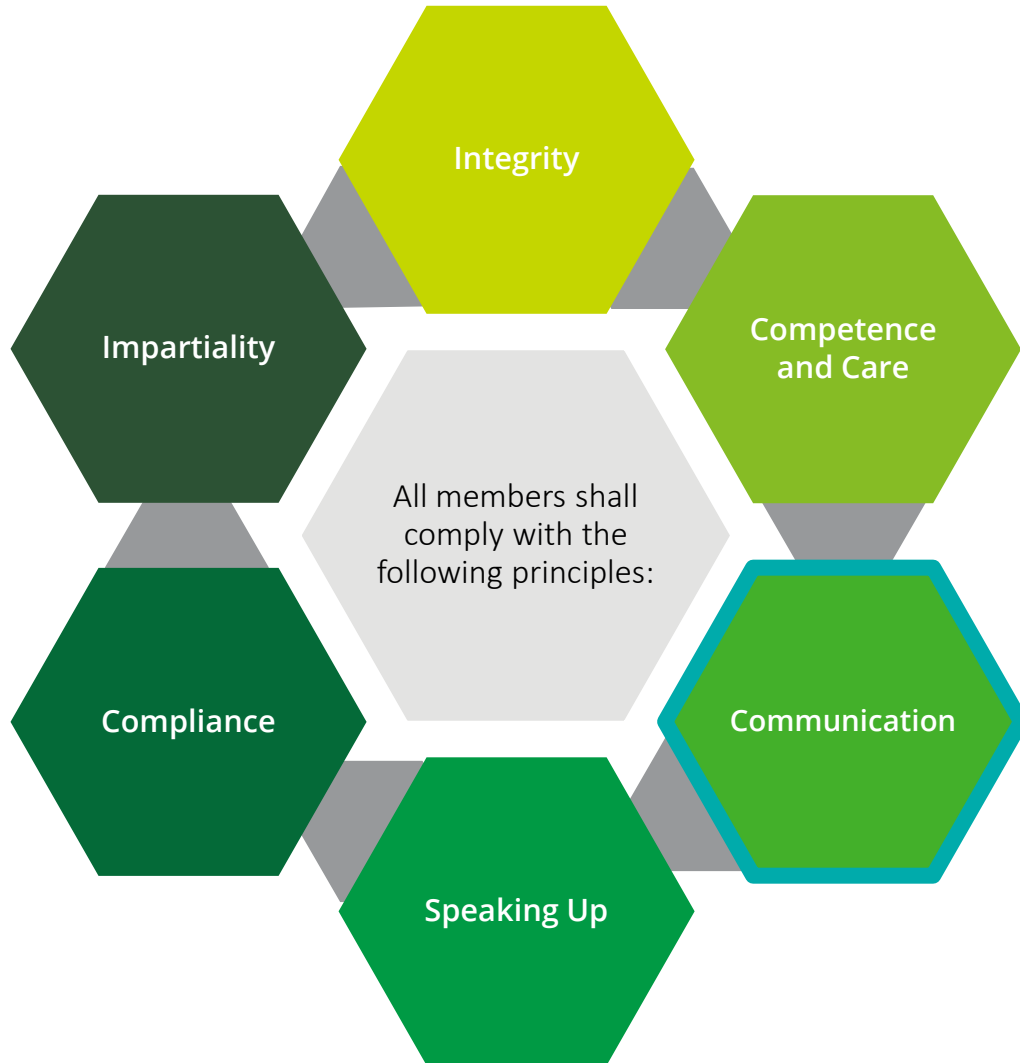 Integrity
Impartiality
Competence
and Care
All members shall
comply with the
following principles:
Compliance
Communication
Speaking Up